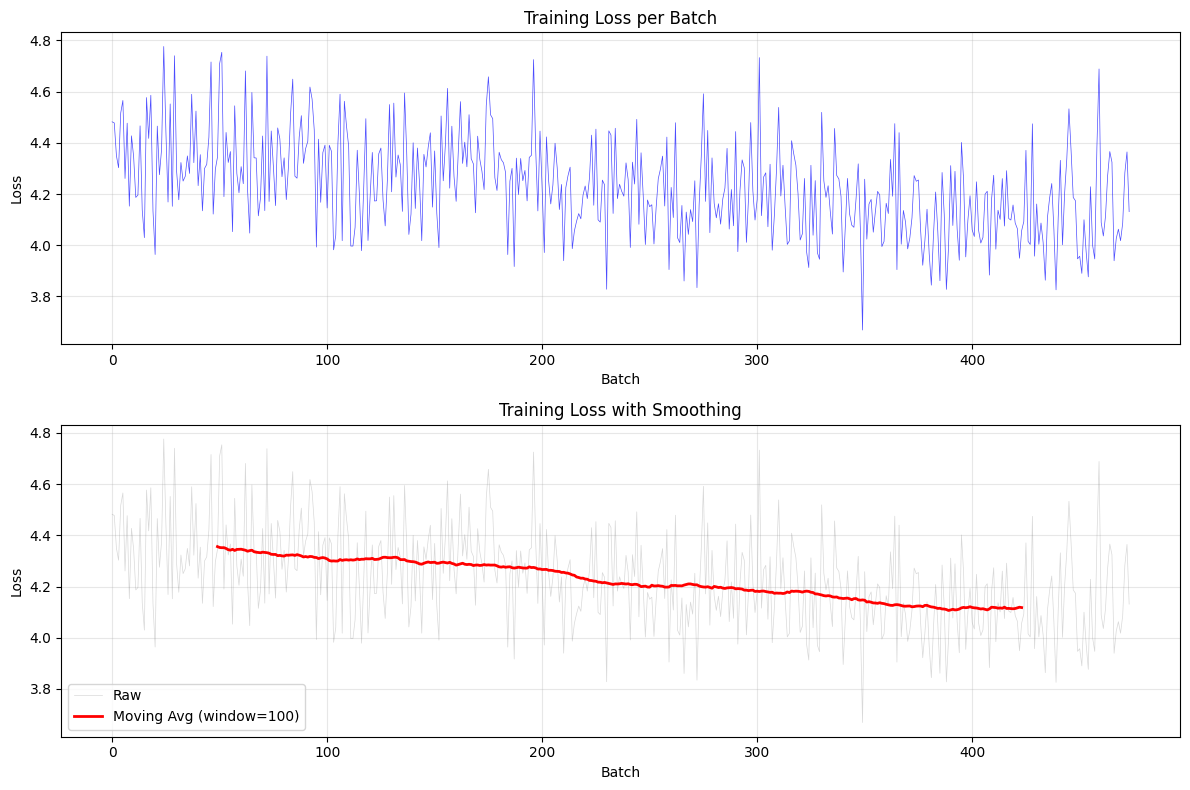 Training Loss per Batch
4.8
4.6
4.4
4.2
4.0
3.8
Loss
0 100 200 300 400
Batch
Training Loss with Smoothing
4.8
4.6
4.4
4.2
4.0
3.8
Loss
Raw
Moving Avg (window=100)
0 100 200 300 400
Batch